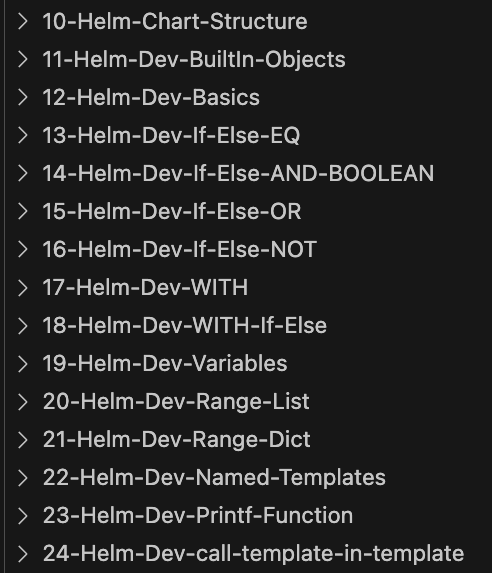 10-Helm-Chart-Structure
11-Helm-Dev-BuiltIn-Objects
12-Helm-Dev-Basics
13-Helm-Dev-If-Else-EQ
14-Helm-Dev-If-Else-AND-BOOLEAN
15-Helm-Dev-If-Else-OR
16-Helm-Dev-If-Else-NOT
17-Helm-Dev-WITH
18-Helm-Dev-WITH-If-Else
19-Helm-Dev-Variables
20-Helm-Dev-Range-List
21-Helm-Dev-Range-Dict
22-Helm-Dev-Named-Templates
23-Helm-Dev-Printf-Function
24-Helm-Dev-call-template-in-template